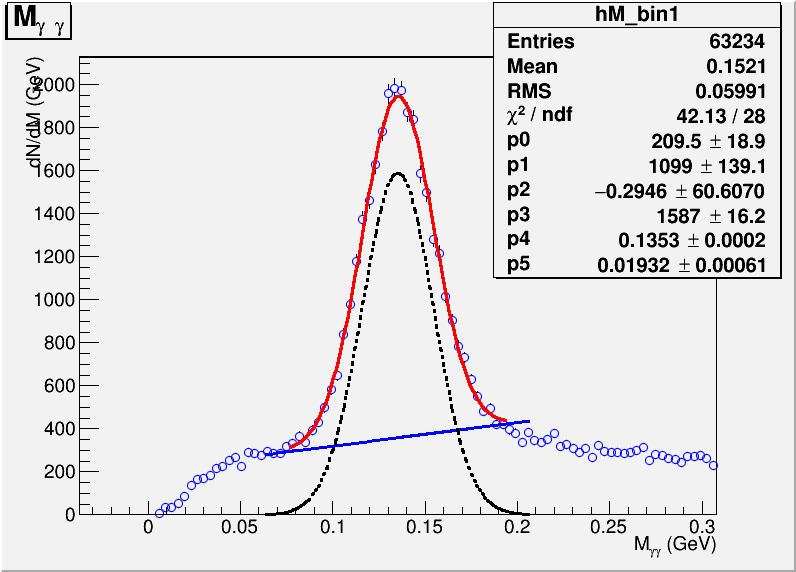 M_γ γ
hM_bin1
Entries 63234
Mean 0.1521
RMS 0.05991
χ² / ndf 42.13 / 28
p0 209.5 ± 18.9
p1 1099 ± 139.1
p2 −0.2946 ± 60.6070
p3 1587 ± 16.2
p4 0.1353 ± 0.0002
p5 0.01932 ± 0.00061
dN/dM (GeV)
2000
1800
1600
1400
1200
1000
800
600
400
200
0
0 0.05 0.1 0.15 0.2 0.25 0.3
M_γγ (GeV)